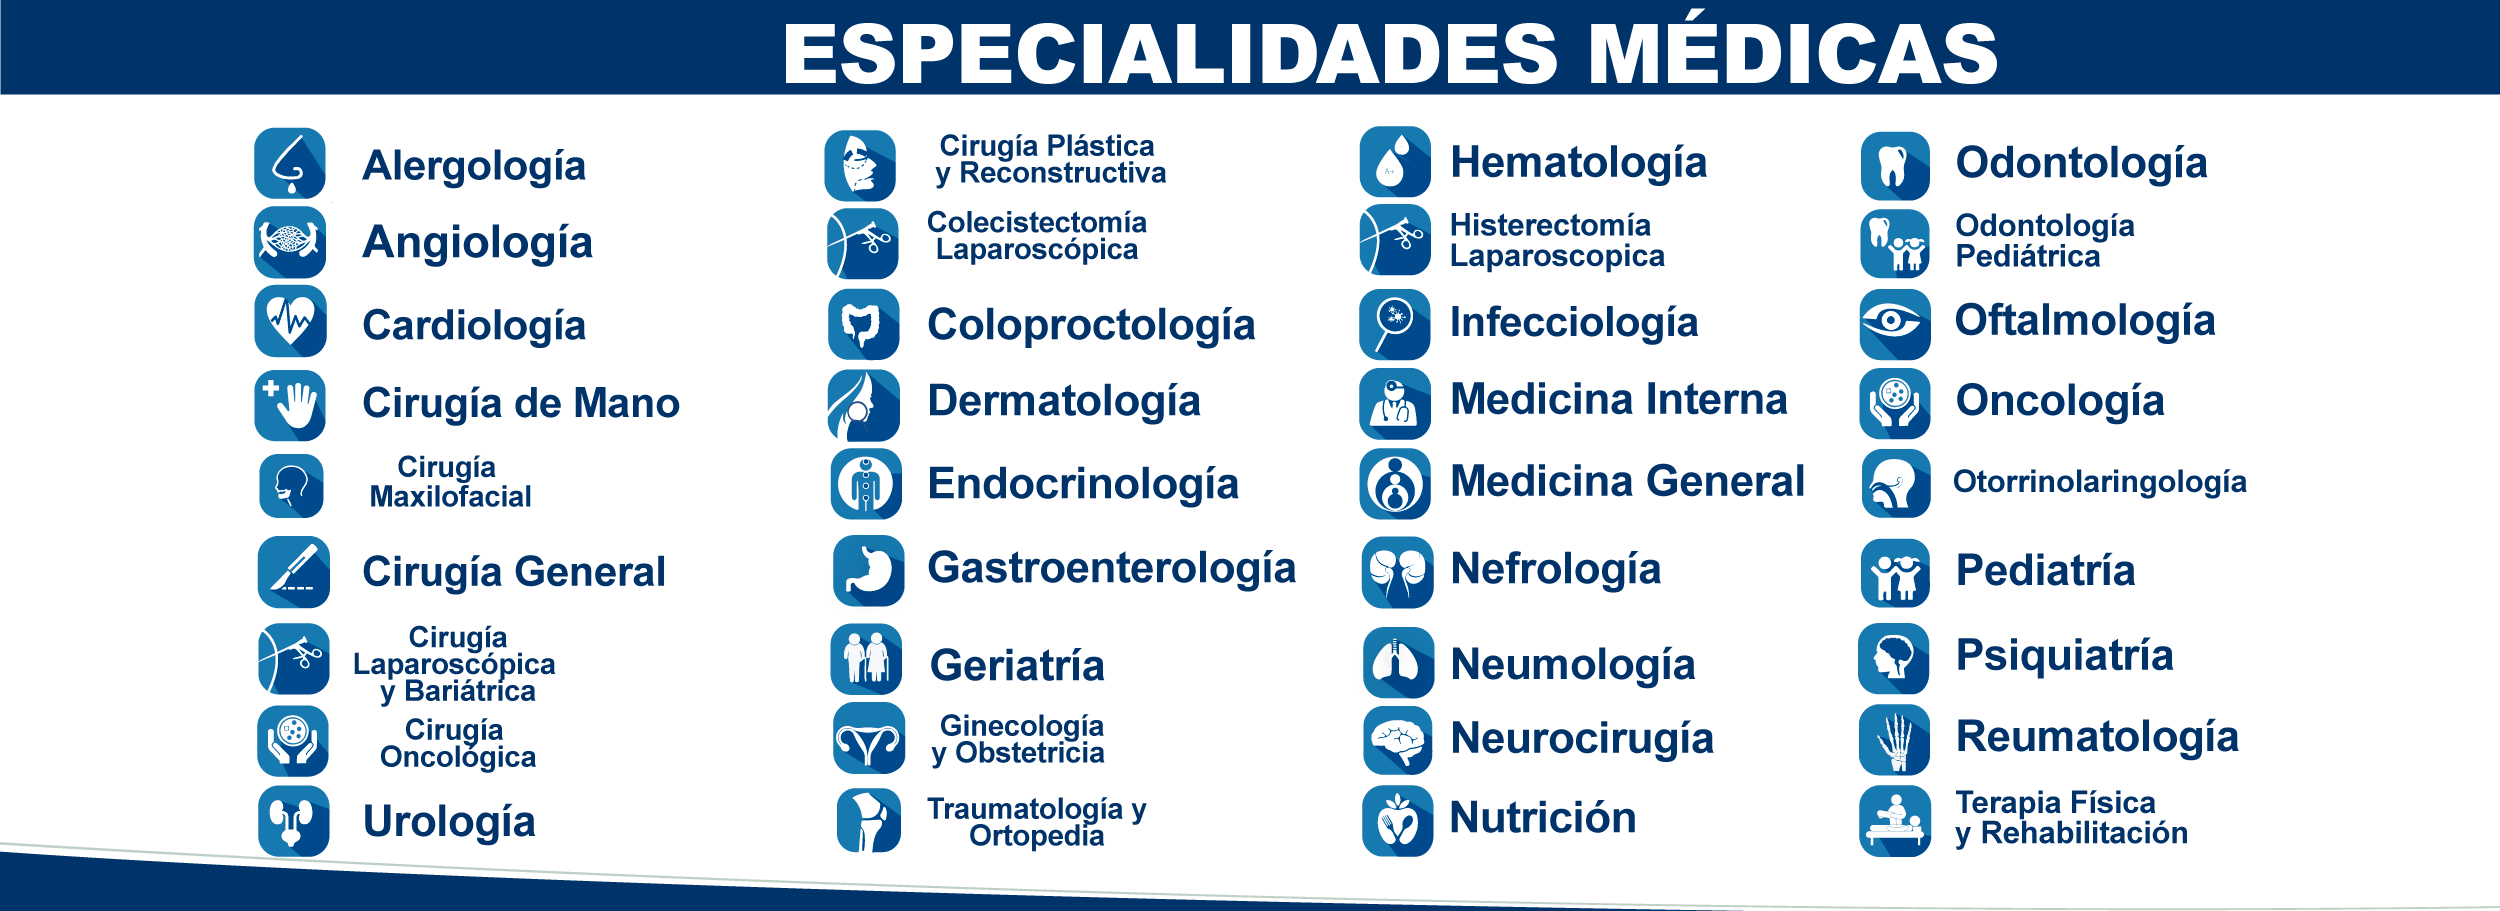 ESPECIALIDADES MÉDICAS
Alergología
Angiología
Cardiología
Cirugía de Mano
Cirugía
Maxilofacial
Cirugía General
Cirugía
Laparoscópica
y Bariátrica
Cirugía
Oncológica
Urología
Cirugía Plástica
y Reconstructiva
Colecistectomía
Laparoscópica
Coloproctología
Dermatología
Endocrinología
Gastroenterología
Geriatría
Ginecología
y Obstetricia
Traumatología y
Ortopedia
A+
Hematología
Histerectomía
Laparoscopica
Infecciología
Medicina Interna
Medicina General
Nefrología
Neumología
Neurocirugía
Nutrición
Odontología
Odontología
Pediátrica
Oftalmología
Oncología
Otorrinolaringología
Pediatría
Psiquiatría
Reumatología
Terapia Física
y Rehabilitación